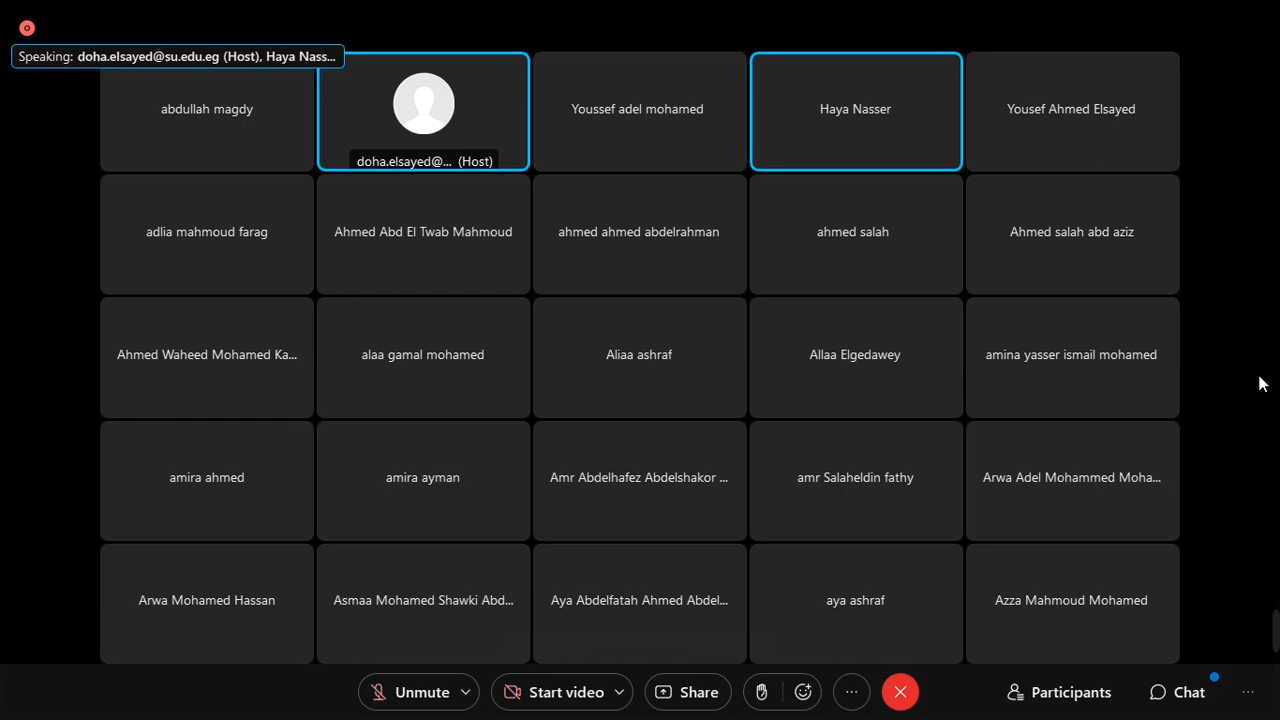 Speaking: doha.elsayed@su.edu.eg (Host), Haya Nass...
abdullah magdy
doha.elsayed@... (Host)
Youssef adel mohamed
Haya Nasser
Yousef Ahmed Elsayed
adlia mahmoud farag
Ahmed Abd El Twab Mahmoud
ahmed ahmed abdelrahman
ahmed salah
Ahmed salah abd aziz
Ahmed Waheed Mohamed Ka...
alaa gamal mohamed
Aliaa ashraf
Allaa Elgedawey
amina yasser ismail mohamed
amira ahmed
amira ayman
Amr Abdelhafez Abdelshakor ...
amr Salaheldin fathy
Arwa Adel Mohammed Moha...
Arwa Mohamed Hassan
Asmaa Mohamed Shawki Abd...
Aya Abdelfatah Ahmed Abdel...
aya ashraf
Azza Mahmoud Mohamed
Unmute
Start video
Share
Participants
Chat